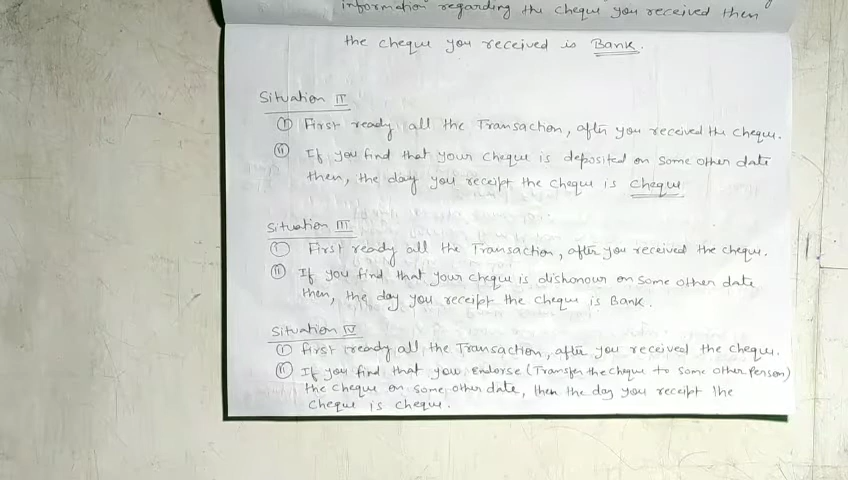 information regarding the cheque you received then
the cheque you received is Bank.
Situation II
(i) First ready all the Transaction, after you received the cheque.
(ii) If you find that your cheque is deposited on some other date
then, the day you receipt the cheque is cheque
Situation III
(i) First ready all the Transaction, after you received the cheque.
(ii) If you find that your cheque is dishonour on some other date
then, the day you receipt the cheque is Bank.
Situation IV
(i) First ready all, the Transaction, after you received the cheque.
(ii) If you find that you Endorse (Transfer the cheque to some other person)
the cheque on some other date, then the day you receipt the
cheque is cheque.